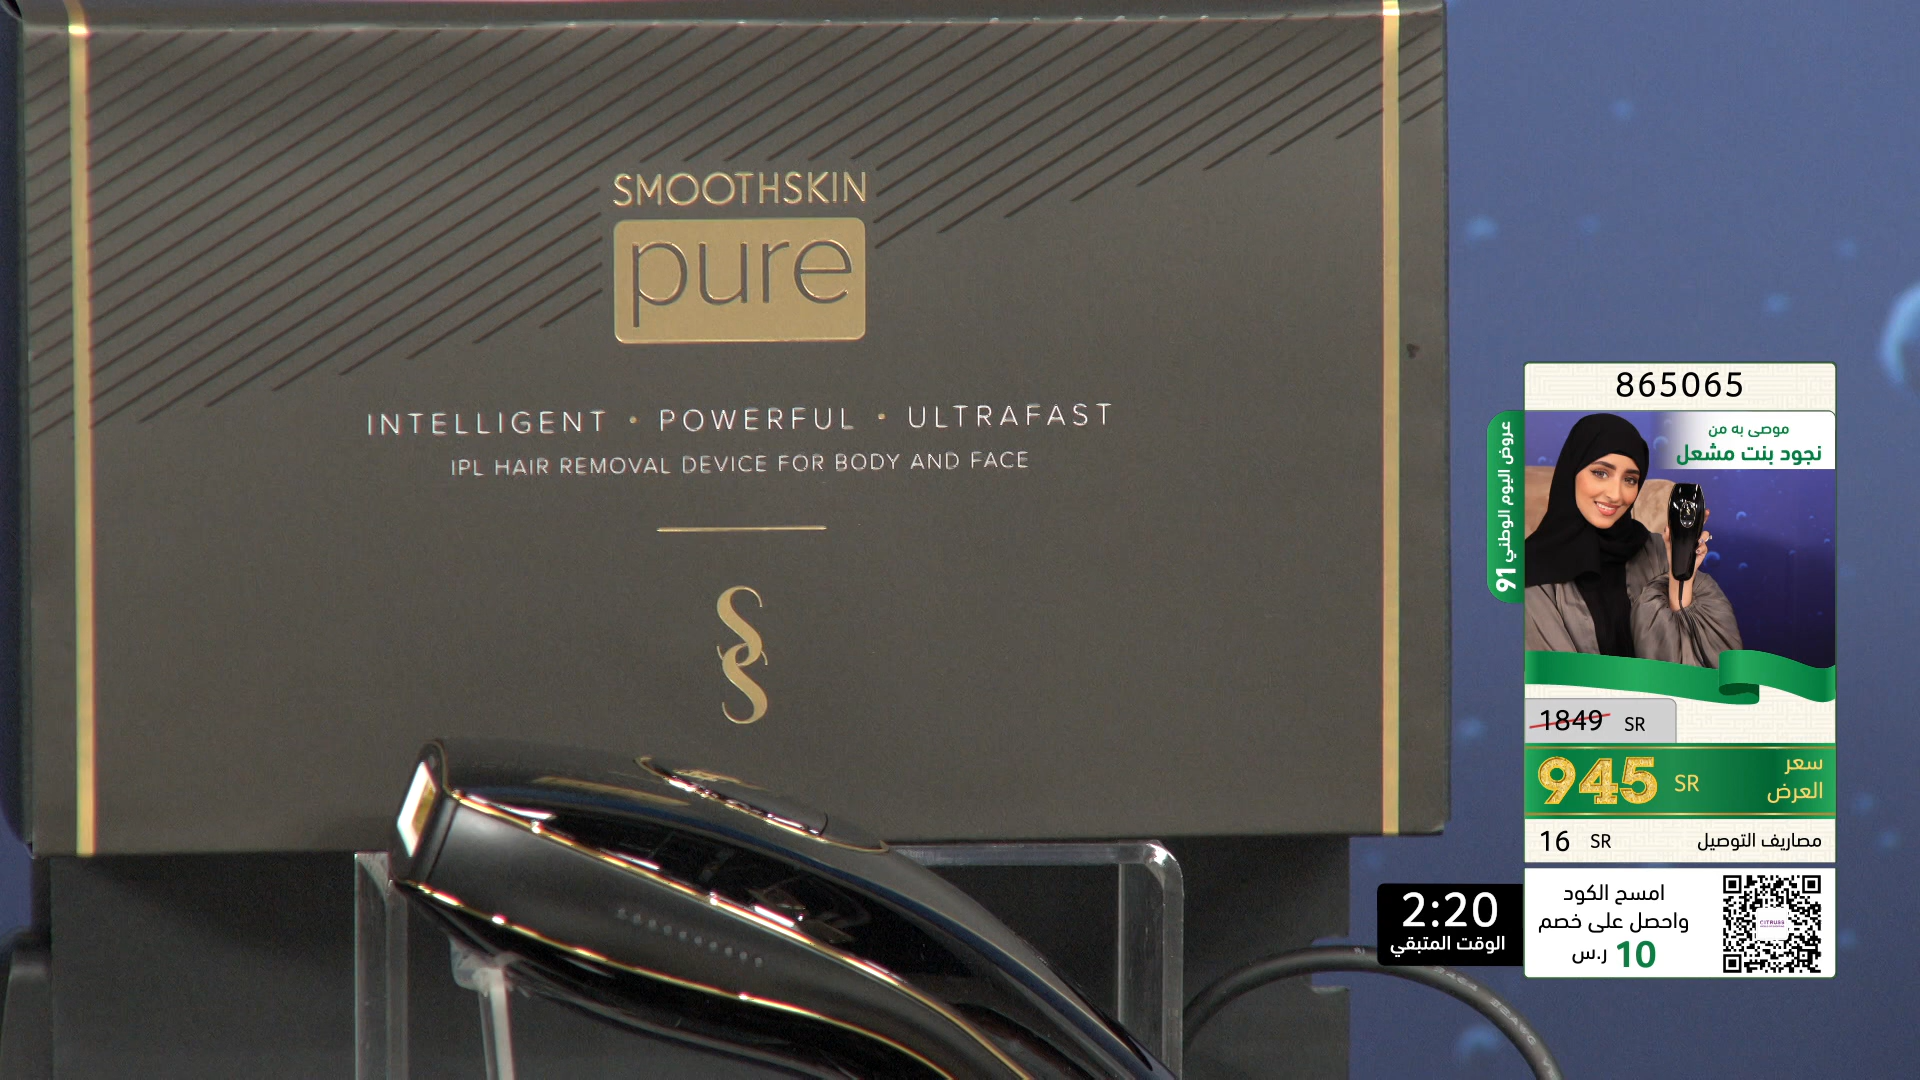 SMOOTHSKIN
pure
INTELLIGENT • POWERFUL • ULTRAFAST
IPL HAIR REMOVAL DEVICE FOR BODY AND FACE
865065
موصى به من
نجود بنت مشعل
عروض اليوم الوطني 91
1849 SR
سعر العرض
945 SR
مصاريف التوصيل
16 SR
2:20
الوقت المتبقي
امسح الكود
واحصل على خصم
10 ر.س
CITRUSS